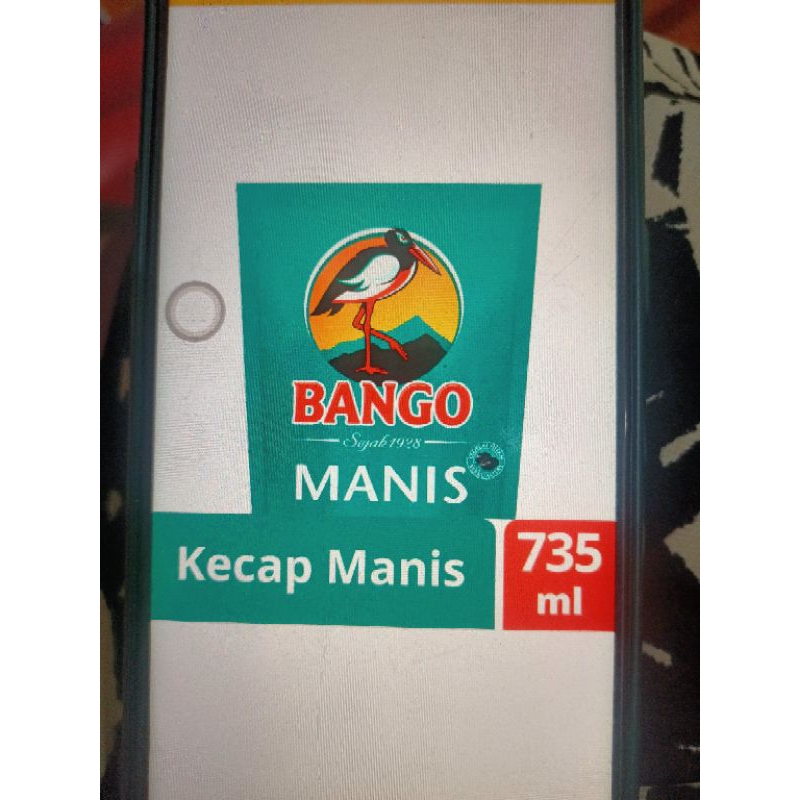 BANGO
Sejak 1928
MANIS
Kecap Manis
735
ml